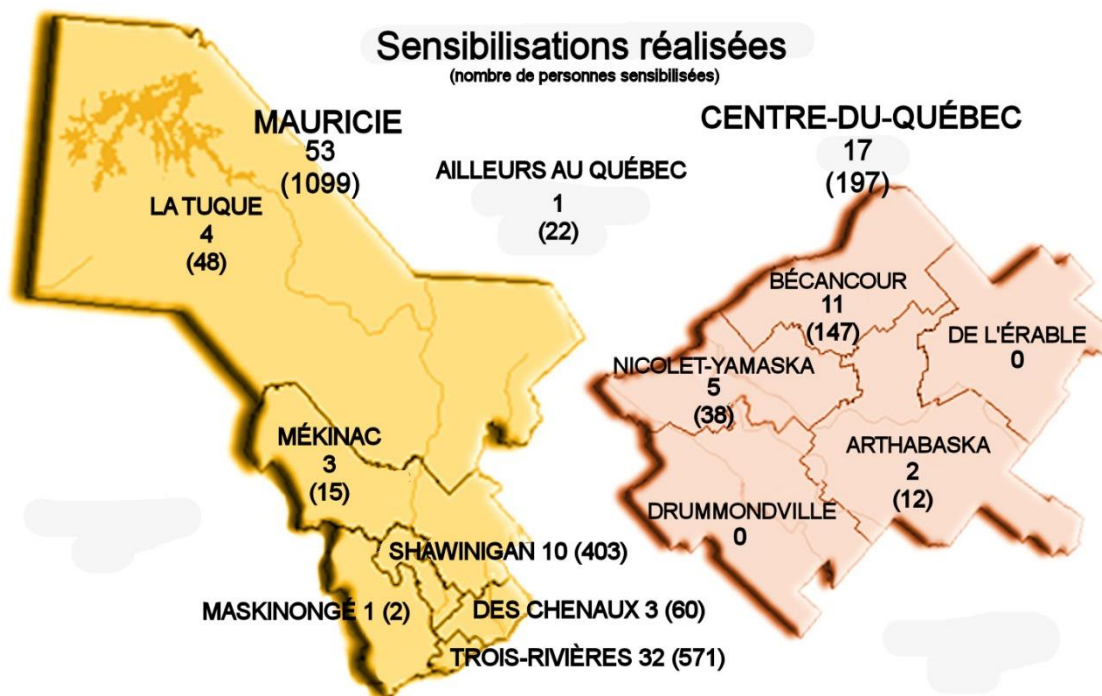 Sensibilisations réalisées
(nombre de personnes sensibilisées)
MAURICIE
53
(1099)
AILLEURS AU QUÉBEC
1
(22)
CENTRE-DU-QUÉBEC
17
(197)
LA TUQUE
4
(48)
MÉKINAC
3
(15)
SHAWINIGAN 10 (403)
MASKINONGÉ 1 (2)
DES CHENAUX 3 (60)
TROIS-RIVIÈRES 32 (571)
BÉCANCOUR
11
(147)
DE L'ÉRABLE
0
NICOLET-YAMASKA
5
(38)
ARTHABASKA
2
(12)
DRUMMONDVILLE
0